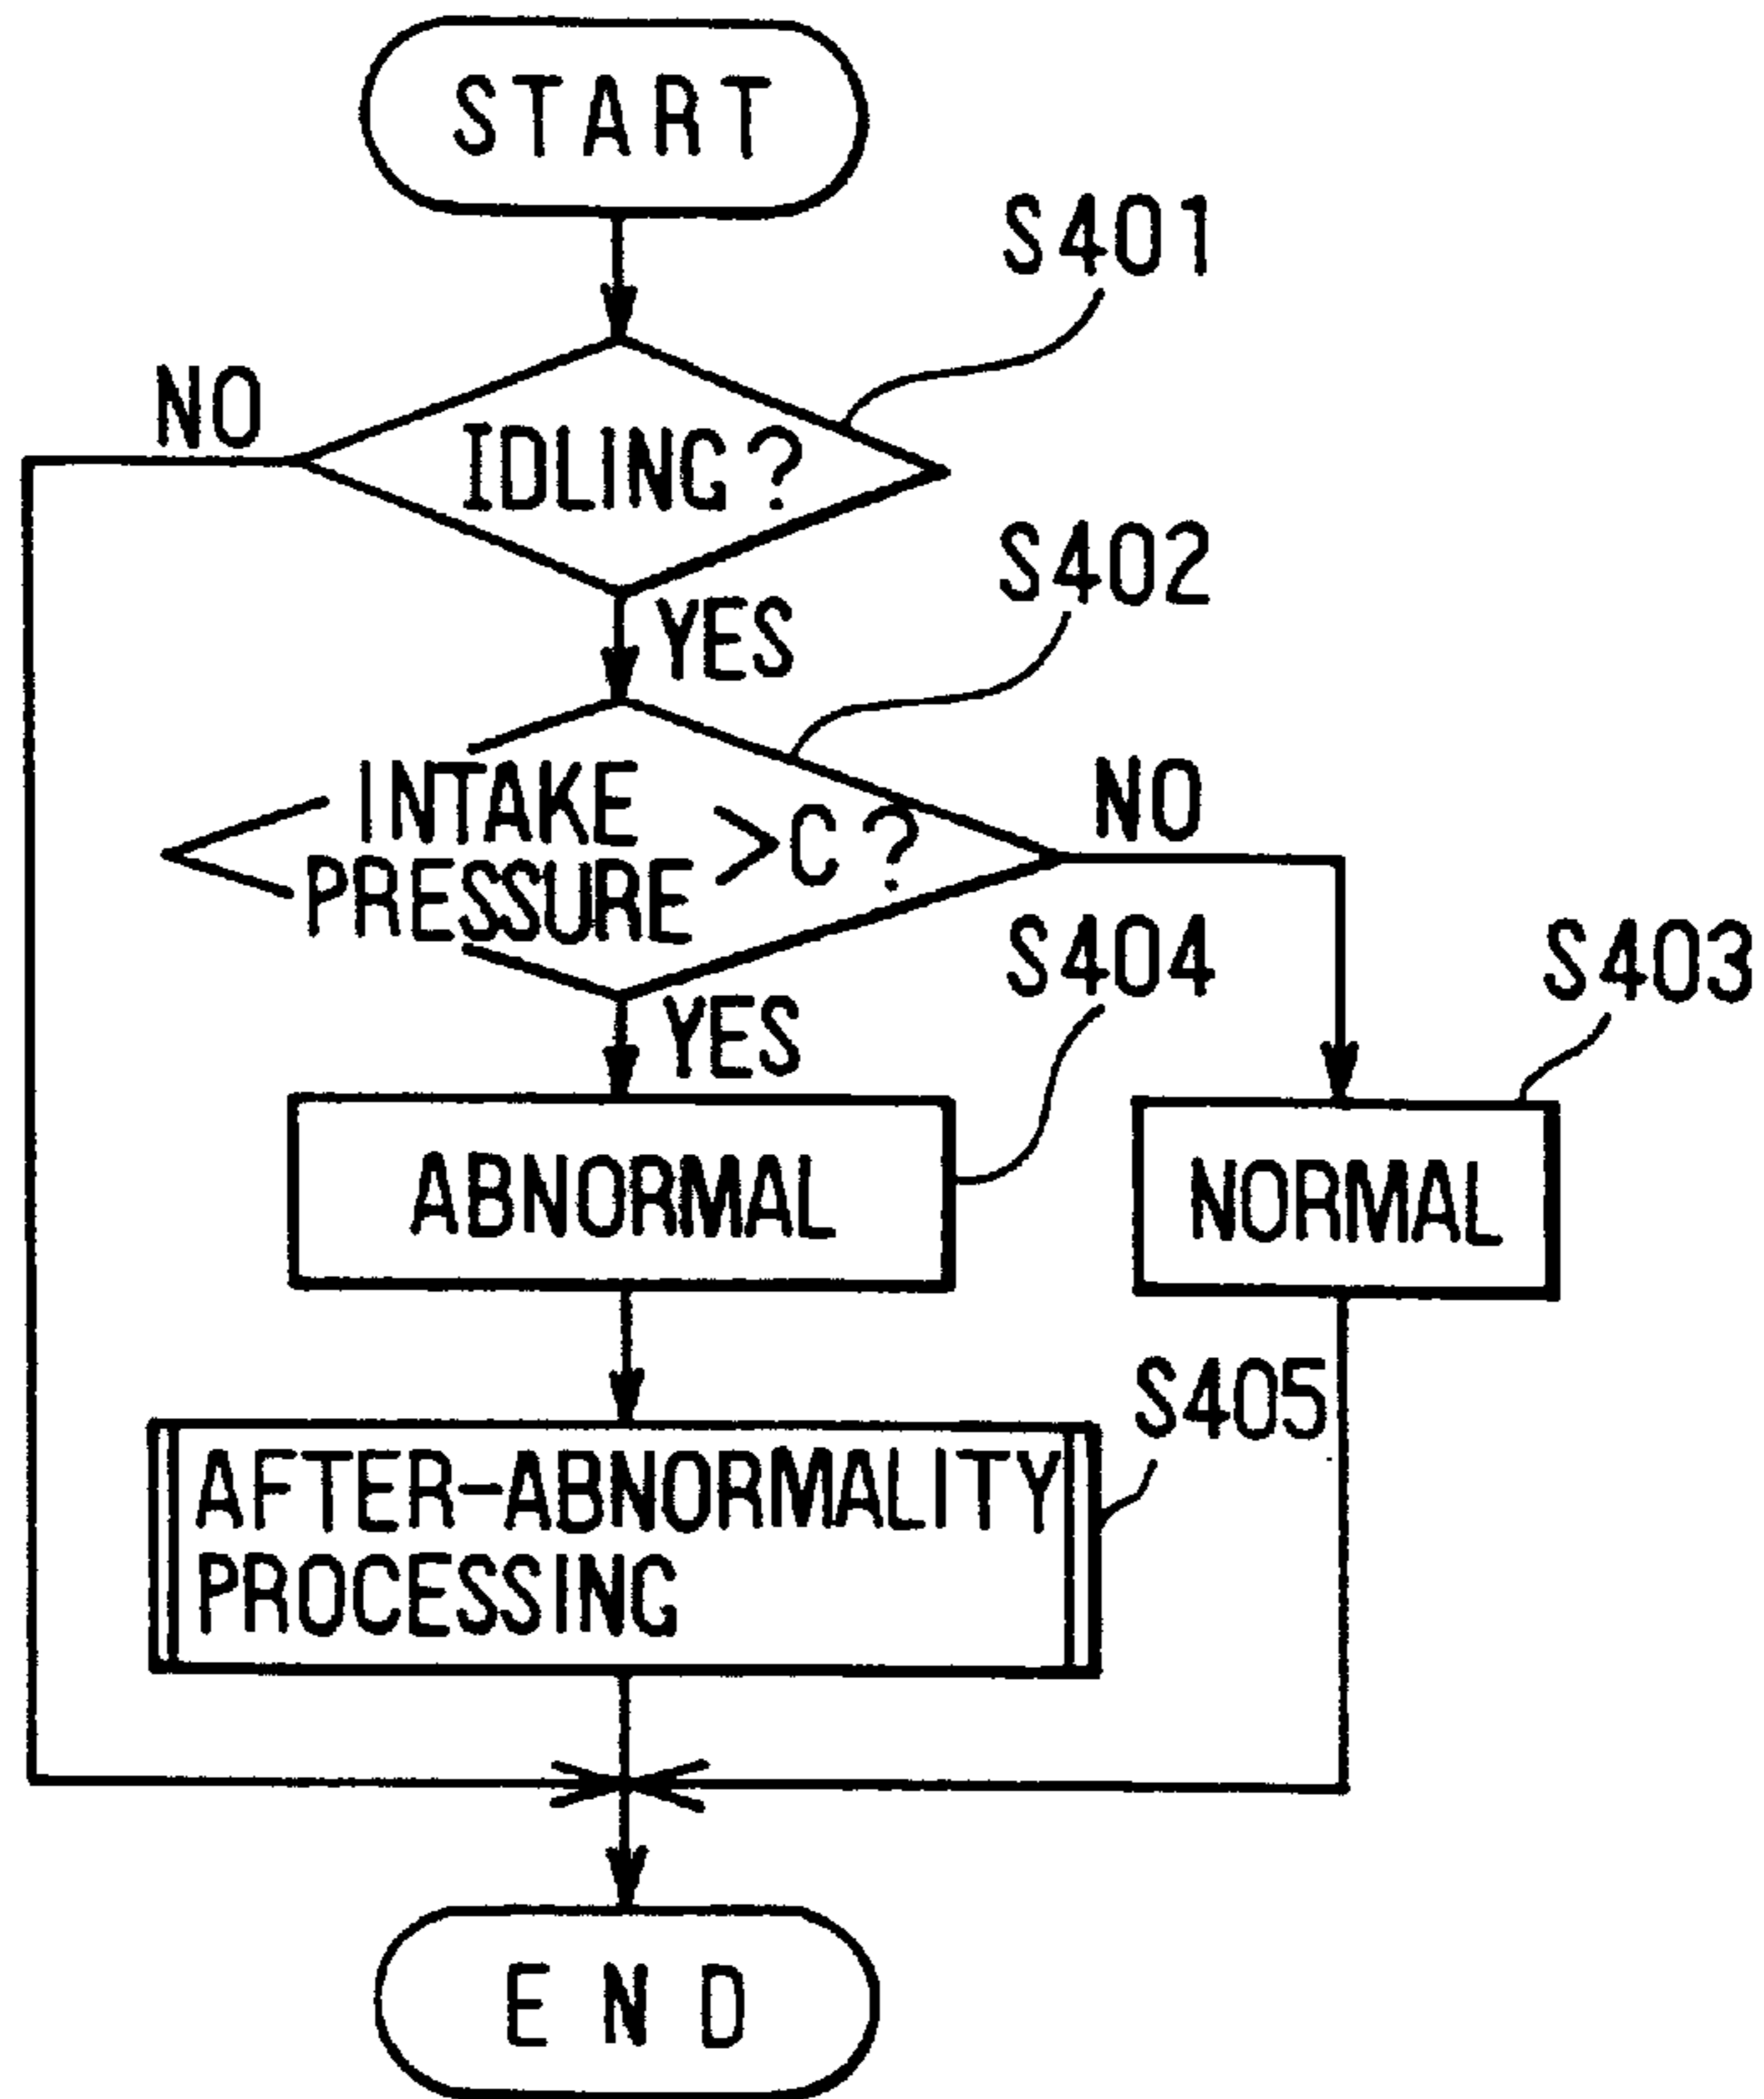 START
S401
NO
IDLING?
S402
YES
INTAKE
PRESSURE >C?
NO
S404
S403
YES
ABNORMAL
NORMAL
S405
AFTER-ABNORMALITY
PROCESSING
END